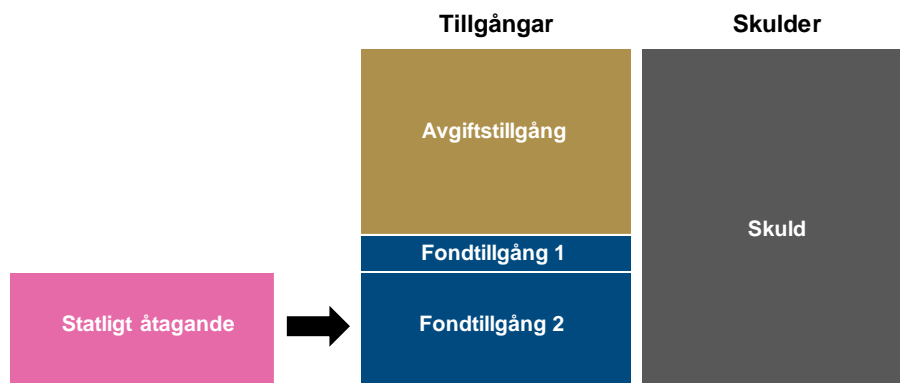 Tillgångar
Skulder
Avgiftstillgång
Skuld
Fondtillgång 1
Statligt åtagande
Fondtillgång 2